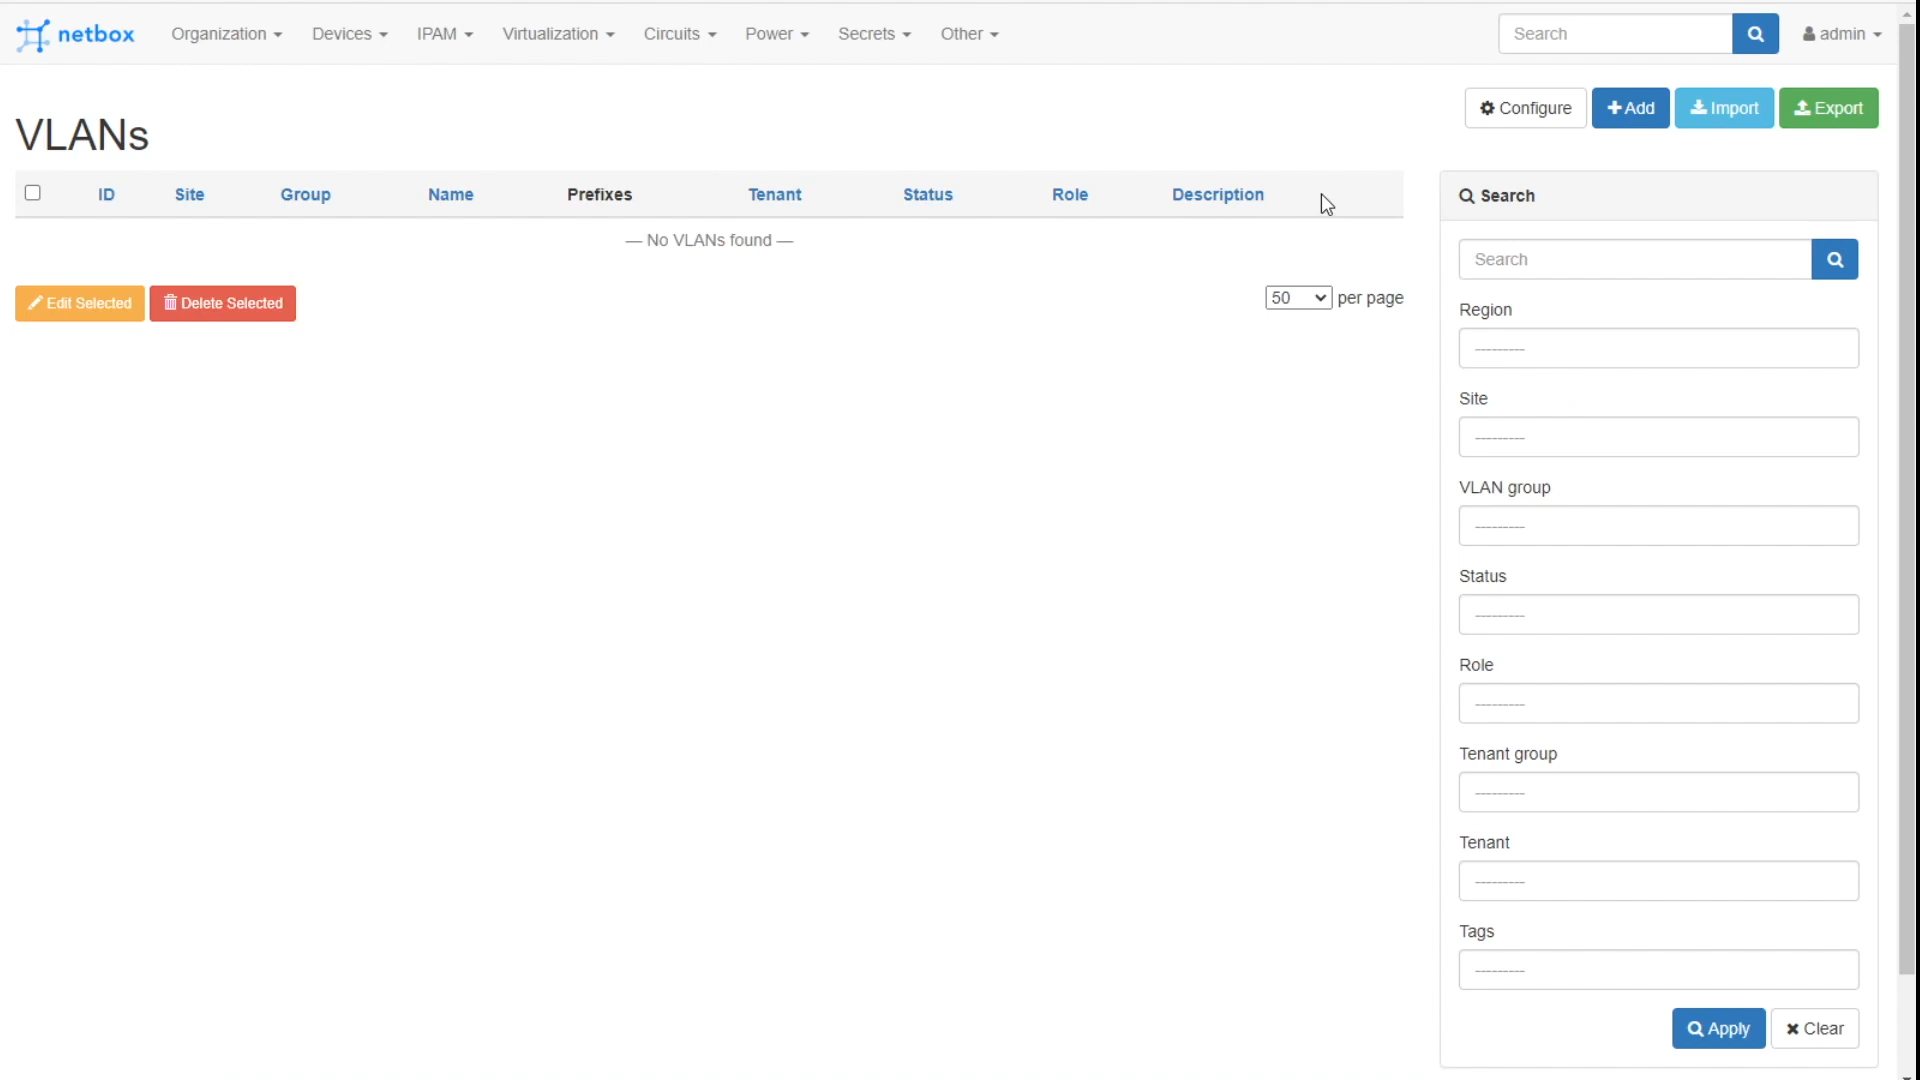 netbox Organization Devices IPAM Virtualization Circuits Power Secrets Other Search admin
Configure Add Import Export
VLANs
ID Site Group Name Prefixes Tenant Status Role Description
— No VLANs found —
Edit Selected Delete Selected
50 per page
Search
Search
Region
---------
Site
---------
VLAN group
---------
Status
---------
Role
---------
Tenant group
---------
Tenant
---------
Tags
---------
Apply Clear